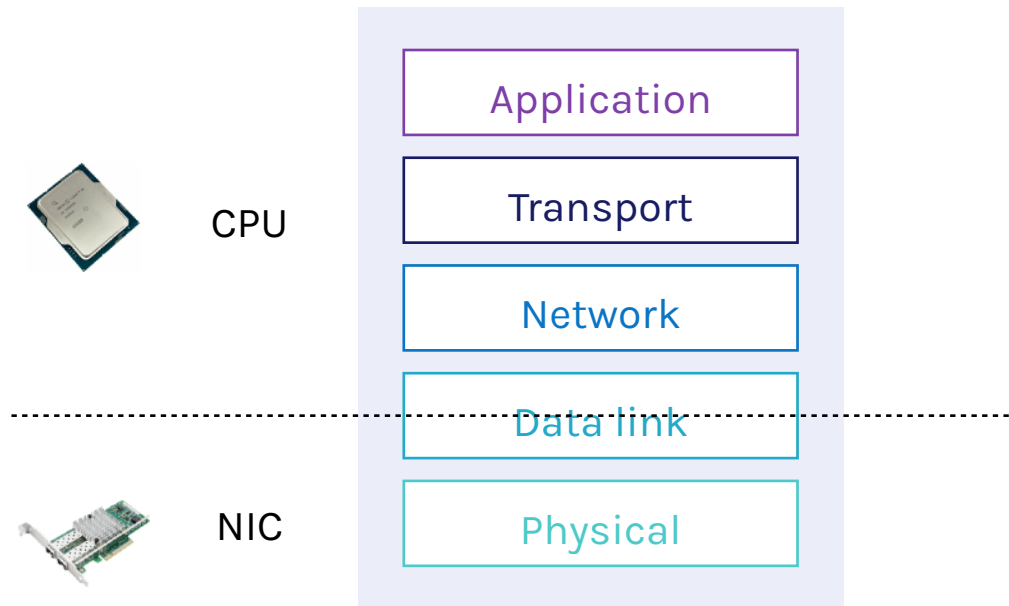 Application
Transport
CPU
Network
Data link
NIC
Physical